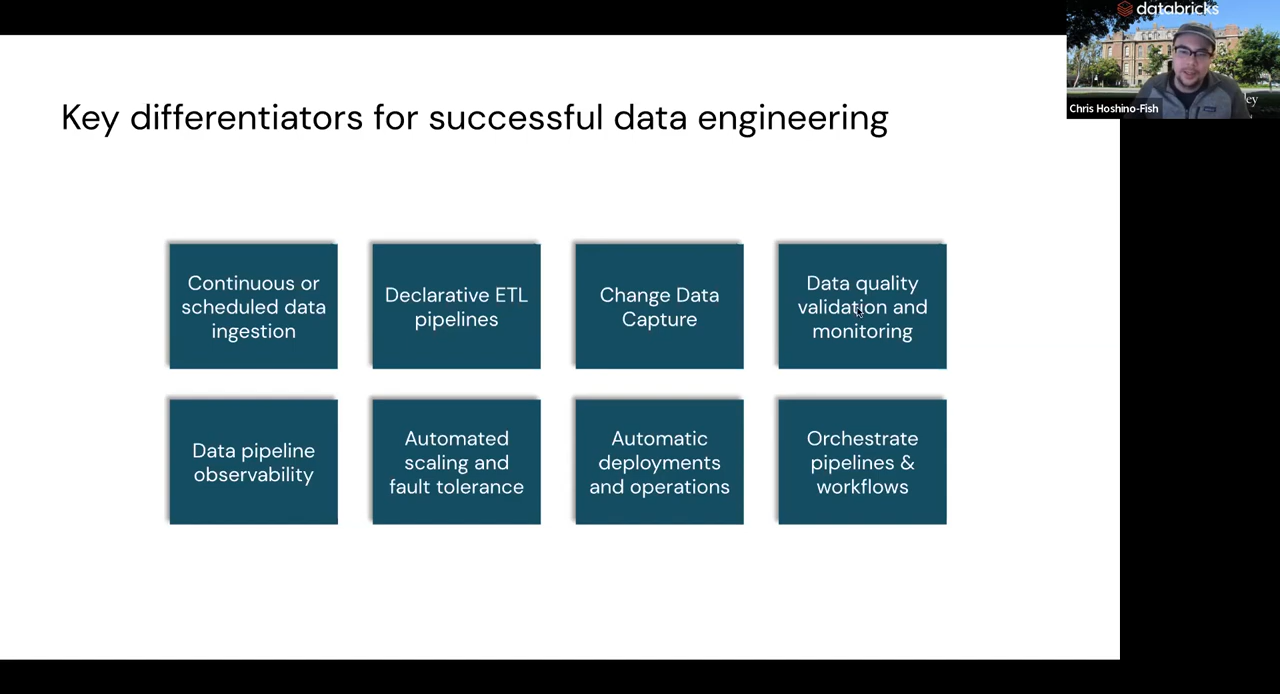 databricks
Chris Hoshino-Fish
Key differentiators for successful data engineering
Continuous or
scheduled data
ingestion
Declarative ETL
pipelines
Change Data
Capture
Data quality
validation and
monitoring
Data pipeline
observability
Automated
scaling and
fault tolerance
Automatic
deployments
and operations
Orchestrate
pipelines &
workflows